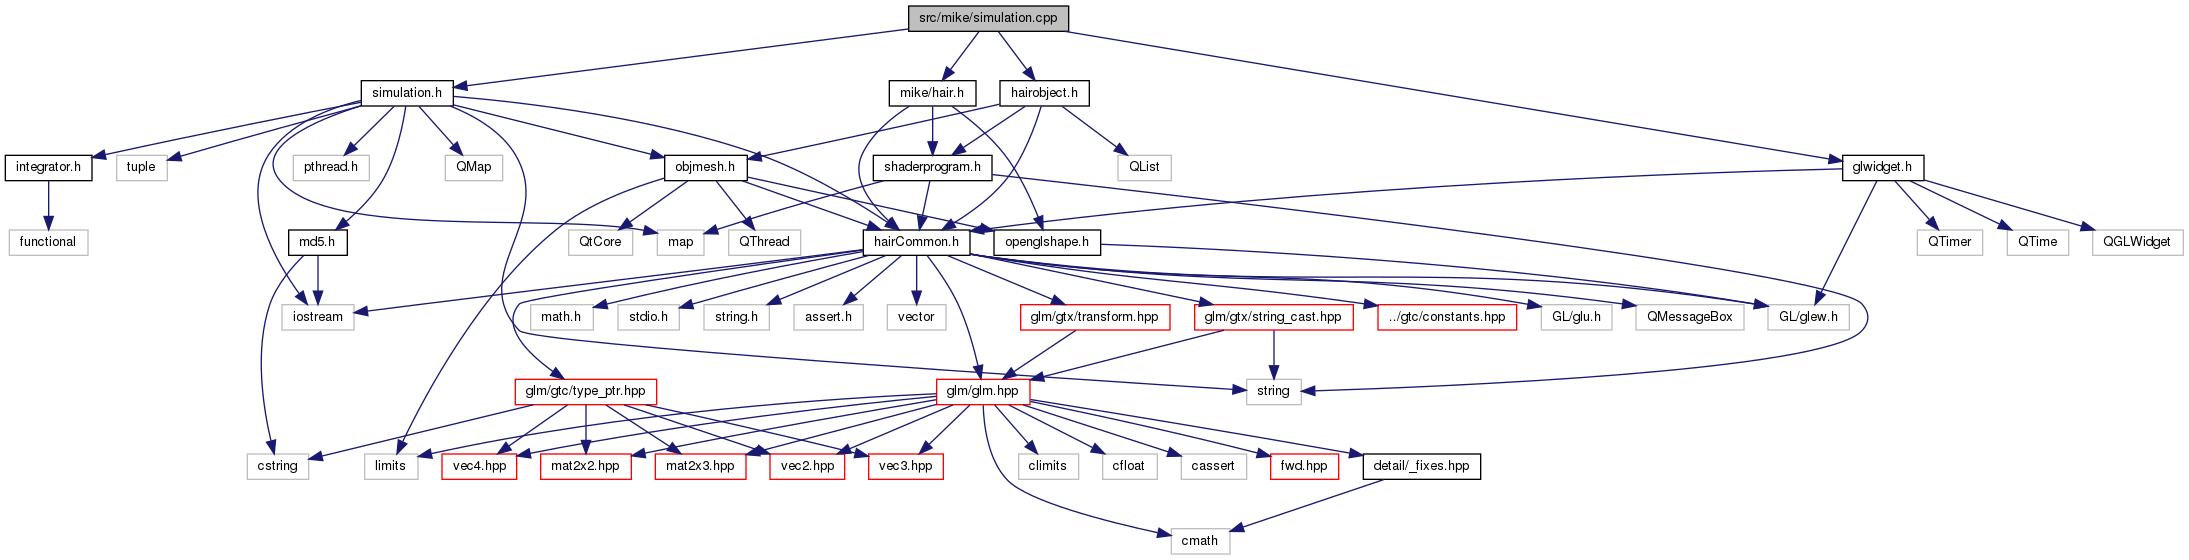 src/mike/simulation.cpp
simulation.h
mike/hair.h
hairobject.h
integrator.h
tuple
pthread.h
QMap
objmesh.h
shaderprogram.h
QList
glwidget.h
functional
md5.h
QtCore
map
QThread
hairCommon.h
openglshape.h
QTimer
QTime
QGLWidget
iostream
math.h
stdio.h
string.h
assert.h
vector
glm/gtx/transform.hpp
glm/gtx/string_cast.hpp
../gtc/constants.hpp
GL/glu.h
QMessageBox
GL/glew.h
glm/gtc/type_ptr.hpp
glm/glm.hpp
string
cstring
limits
vec4.hpp
mat2x2.hpp
mat2x3.hpp
vec2.hpp
vec3.hpp
climits
cfloat
cassert
fwd.hpp
detail/_fixes.hpp
cmath